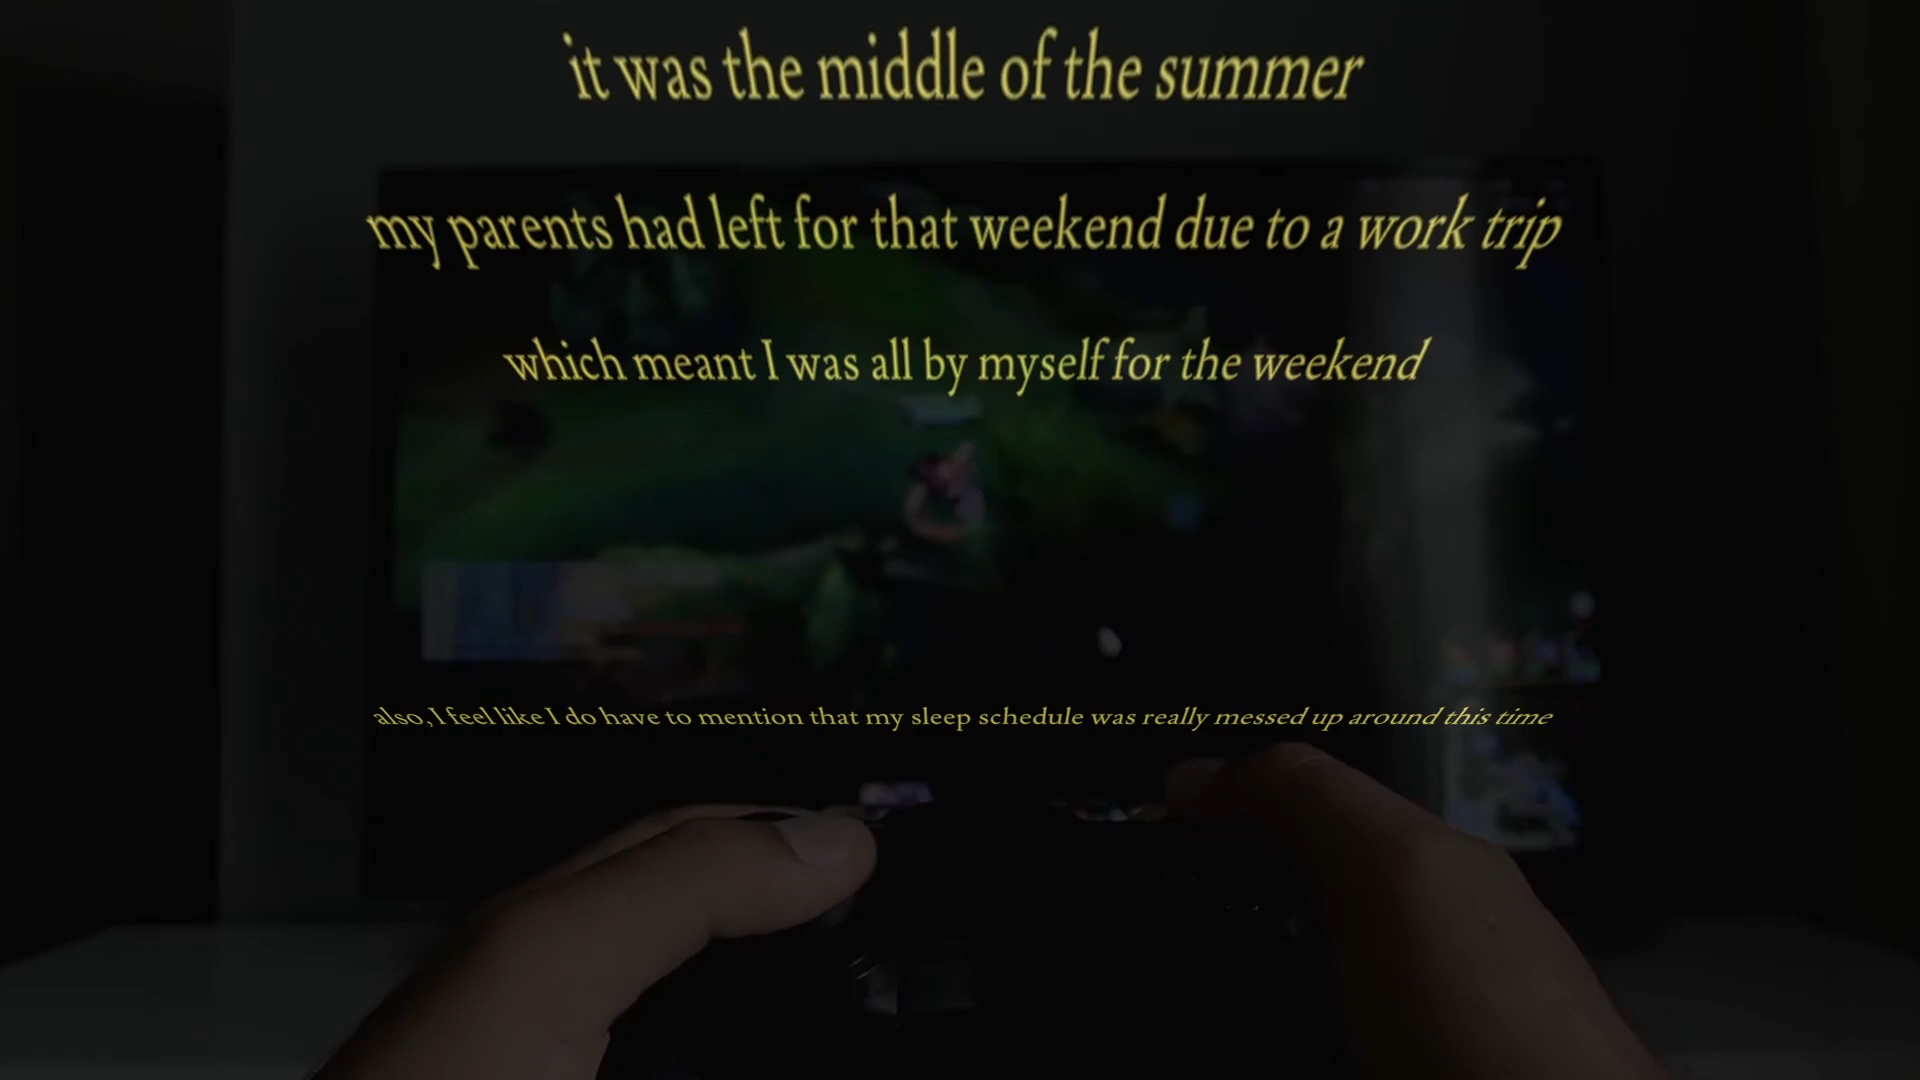 it was the middle of the summer
my parents had left for that weekend due to a work trip
which meant I was all by myself for the weekend
also, I feel like I do have to mention that my sleep schedule was really messed up around this time